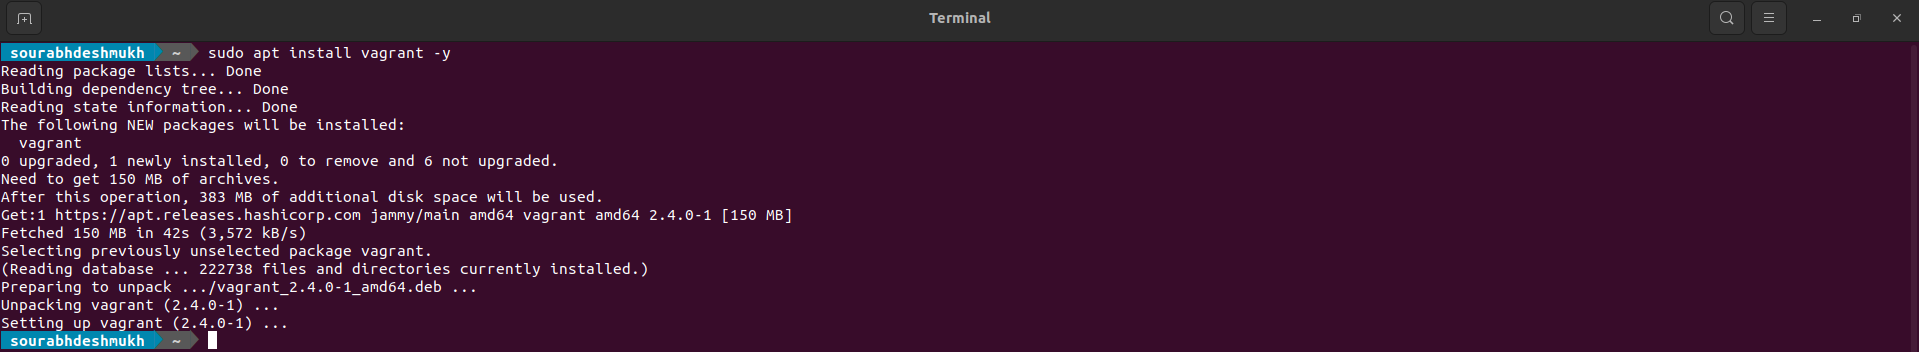 Terminal
sourabhdeshmukh ~ sudo apt install vagrant -y
Reading package lists... Done
Building dependency tree... Done
Reading state information... Done
The following NEW packages will be installed:
  vagrant
0 upgraded, 1 newly installed, 0 to remove and 6 not upgraded.
Need to get 150 MB of archives.
After this operation, 383 MB of additional disk space will be used.
Get:1 https://apt.releases.hashicorp.com jammy/main amd64 vagrant amd64 2.4.0-1 [150 MB]
Fetched 150 MB in 42s (3,572 kB/s)
Selecting previously unselected package vagrant.
(Reading database ... 222738 files and directories currently installed.)
Preparing to unpack .../vagrant_2.4.0-1_amd64.deb ...
Unpacking vagrant (2.4.0-1) ...
Setting up vagrant (2.4.0-1) ...
sourabhdeshmukh ~